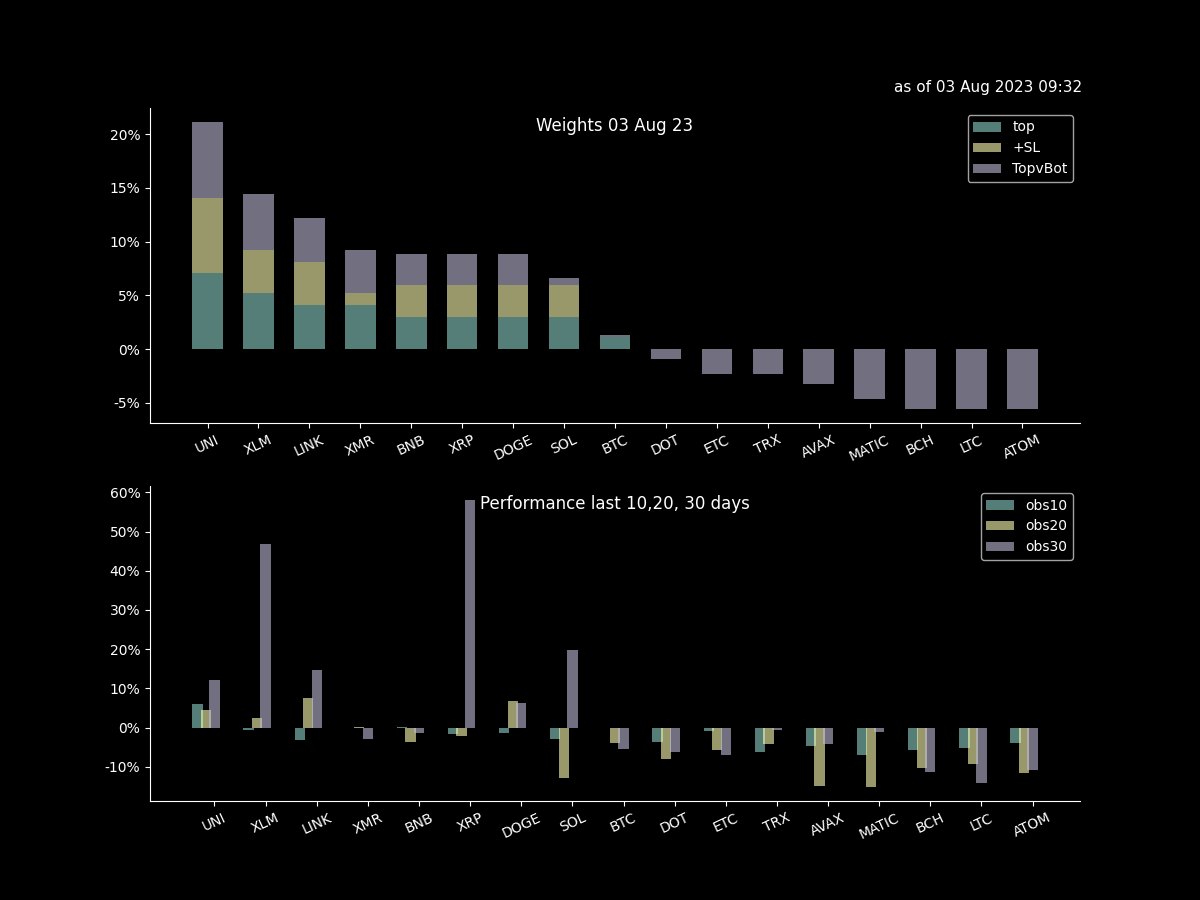 as of 03 Aug 2023 09:32
Weights 03 Aug 23
top
+SL
TopvBot
20%
15%
10%
5%
0%
-5%
UNI XLM LINK XMR BNB XRP DOGE SOL BTC DOT ETC TRX AVAX MATIC BCH LTC ATOM
Performance last 10,20, 30 days
obs10
obs20
obs30
60%
50%
40%
30%
20%
10%
0%
-10%
UNI XLM LINK XMR BNB XRP DOGE SOL BTC DOT ETC TRX AVAX MATIC BCH LTC ATOM